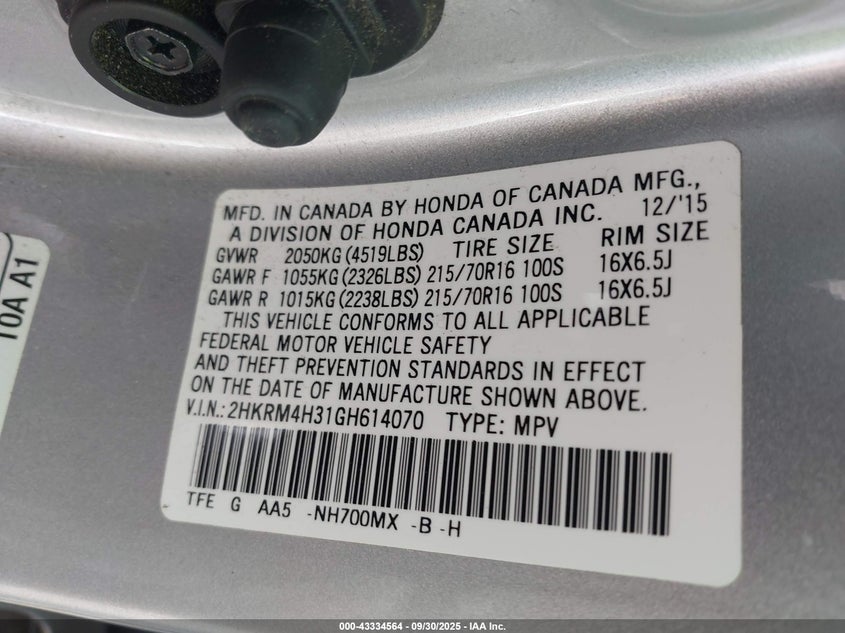 MFD. IN CANADA BY HONDA OF CANADA MFG.,
A DIVISION OF HONDA CANADA INC. 12/'15
GVWR 2050KG (4519LBS) TIRE SIZE RIM SIZE
GAWR F 1055KG (2326LBS) 215/70R16 100S 16X6.5J
GAWR R 1015KG (2238LBS) 215/70R16 100S 16X6.5J
THIS VEHICLE CONFORMS TO ALL APPLICABLE
FEDERAL MOTOR VEHICLE SAFETY
AND THEFT PREVENTION STANDARDS IN EFFECT
ON THE DATE OF MANUFACTURE SHOWN ABOVE.
V.I.N.: 2HKRM4H31GH614070 TYPE: MPV
TFE G AA5 -NH700MX -B -H
10A A1
000-43334564 - 09/30/2025 - IAA Inc.